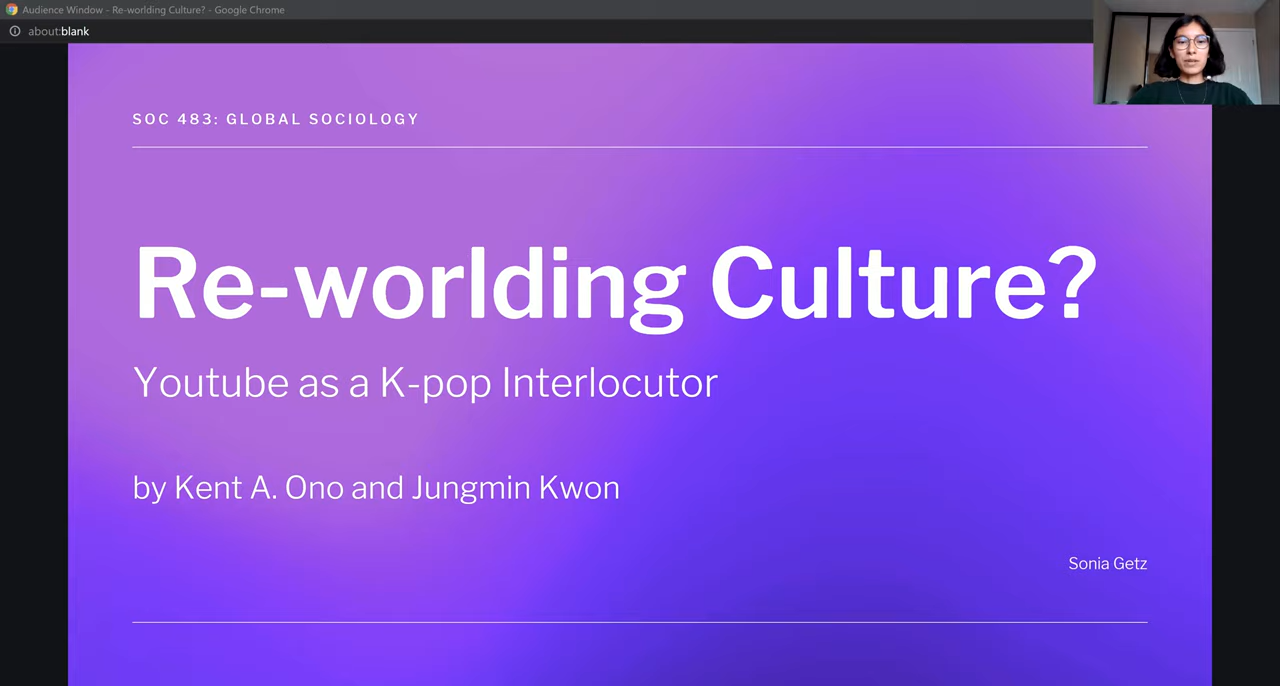 Audience Window - Re-worlding Culture? - Google Chrome
about:blank
SOC 483: GLOBAL SOCIOLOGY
Re-worlding Culture?
Youtube as a K-pop Interlocutor
by Kent A. Ono and Jungmin Kwon
Sonia Getz